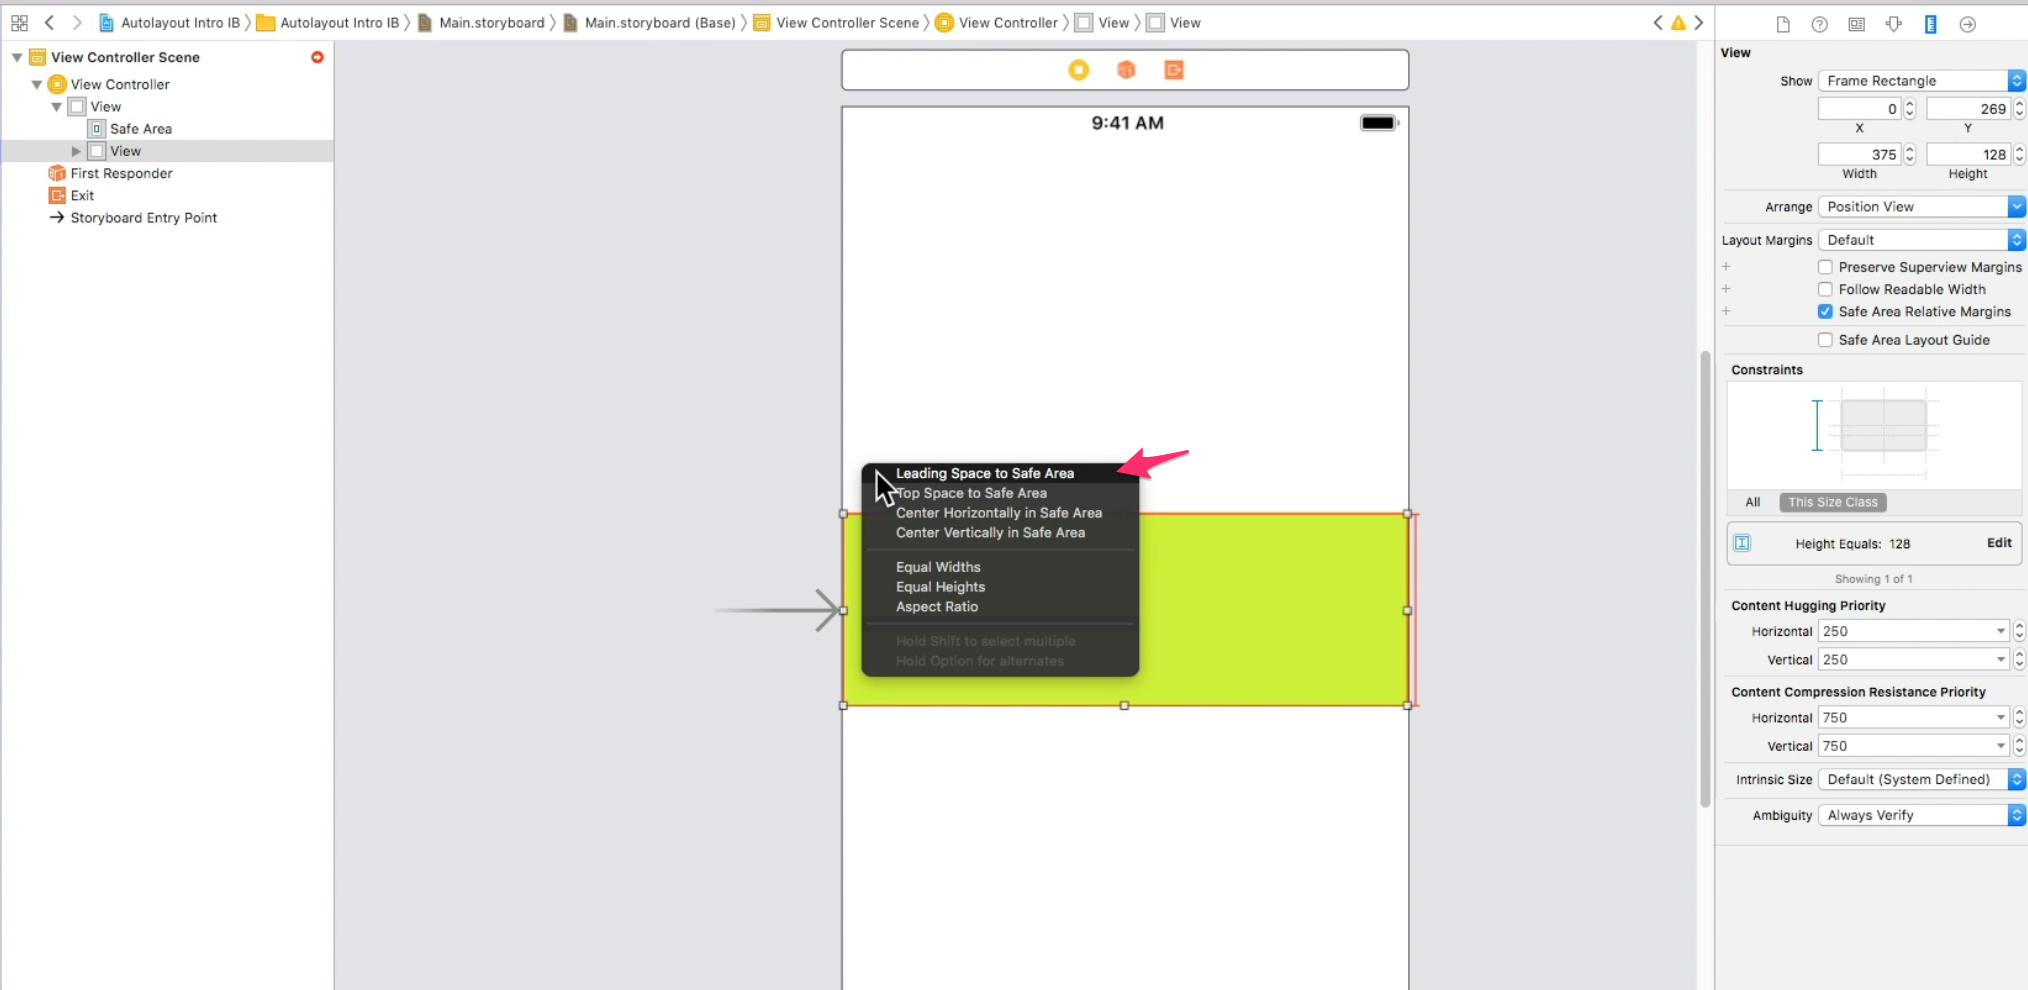 Autolayout Intro IB Autolayout Intro IB Main.storyboard Main.storyboard (Base) View Controller Scene View Controller View View
View Controller Scene
View Controller
View
Safe Area
View
First Responder
Exit
Storyboard Entry Point
9:41 AM
Leading Space to Safe Area
Top Space to Safe Area
Center Horizontally in Safe Area
Center Vertically in Safe Area
Equal Widths
Equal Heights
Aspect Ratio
Hold Shift to select multiple
Hold Option for alternates
View
Show Frame Rectangle
0 269
X Y
375 128
Width Height
Arrange Position View
Layout Margins Default
Preserve Superview Margins
Follow Readable Width
Safe Area Relative Margins
Safe Area Layout Guide
Constraints
All This Size Class
Height Equals: 128 Edit
Showing 1 of 1
Content Hugging Priority
Horizontal 250
Vertical 250
Content Compression Resistance Priority
Horizontal 750
Vertical 750
Intrinsic Size Default (System Defined)
Ambiguity Always Verify